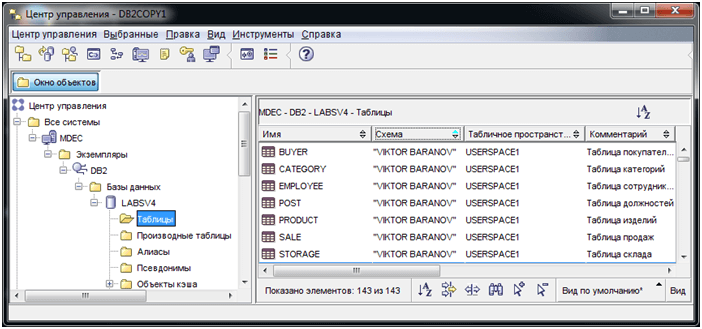 Центр управления - DB2COPY1
Центр управления Выбранные Правка Вид Инструменты Справка
Окно объектов
Центр управления
Все системы
MDEC
Экземпляры
DB2
Базы данных
LABSV4
Таблицы
Производные таблицы
Алиасы
Псевдонимы
Объекты кэша
MDEC - DB2 - LABSV4 - Таблицы
Имя Схема Табличное пространст... Комментарий
BUYER "VIKTOR BARANOV" USERSPACE1 Таблица покупател...
CATEGORY "VIKTOR BARANOV" USERSPACE1 Таблица категорий
EMPLOYEE "VIKTOR BARANOV" USERSPACE1 Таблица сотрудник...
POST "VIKTOR BARANOV" USERSPACE1 Таблица должностей
PRODUCT "VIKTOR BARANOV" USERSPACE1 Таблица изделий
SALE "VIKTOR BARANOV" USERSPACE1 Таблица продаж
STORAGE "VIKTOR BARANOV" USERSPACE1 Таблица склада
Показано элементов: 143 из 143 Вид по умолчанию* Вид